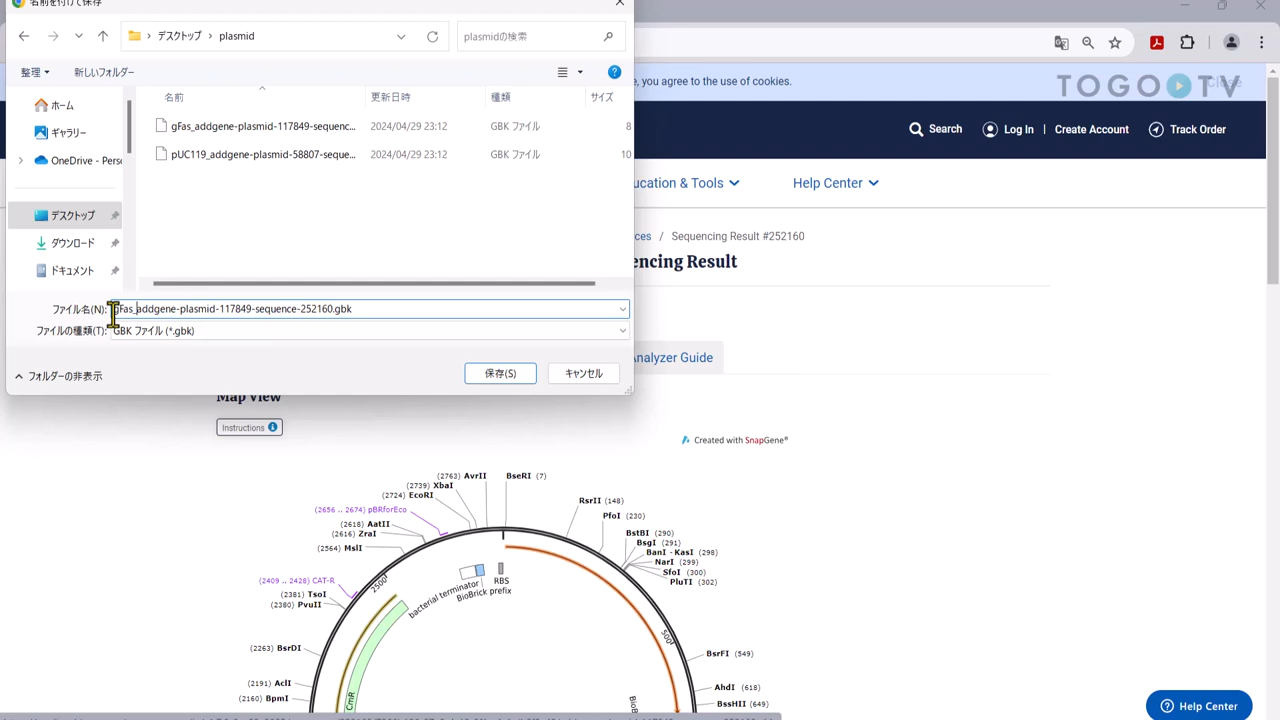 名前を付けて保存
デスクトップ
plasmid
plasmidの検索
整理
新しいフォルダー
名前
更新日時
種類
サイズ
ホーム
ギャラリー
OneDrive - Perso
デスクトップ
ダウンロード
ドキュメント
gFas_addgene-plasmid-117849-sequenc... 2024/04/29 23:12 GBK ファイル 8
pUC119_addgene-plasmid-58807-seque... 2024/04/29 23:12 GBK ファイル 10
ファイル名(N): gFas_addgene-plasmid-117849-sequence-252160.gbk
ファイルの種類(T): GBK ファイル (*.gbk)
フォルダーの非表示
保存(S)
キャンセル
, you agree to the use of cookies.
Close
TOGO TV
Search
Log In
Create Account
Track Order
ucation & Tools
Help Center
ces / Sequencing Result #252160
encing Result
Analyzer Guide
Map View
Instructions
Created with SnapGene®
(2763) AvrII
BseRI (7)
(2739) XbaI
(2724) EcoRI
(2656 .. 2674) pBRforEco
(2618) AatII
(2616) ZraI
(2564) MslI
RsrII (148)
PfoI (230)
BstBI (290)
BsgI (291)
BanI - KasI (298)
NarI (299)
SfoI (300)
PluTI (302)
(2409 .. 2428) CAT-R
(2381) TsoI
(2380) PvuII
(2263) BsrDI
(2191) AclI
(2160) BpmI
2500
bacterial terminator
BioBrick prefix
RBS
500
CmR
BsrFI (549)
AhdI (618)
BssHII (649)
Help Center